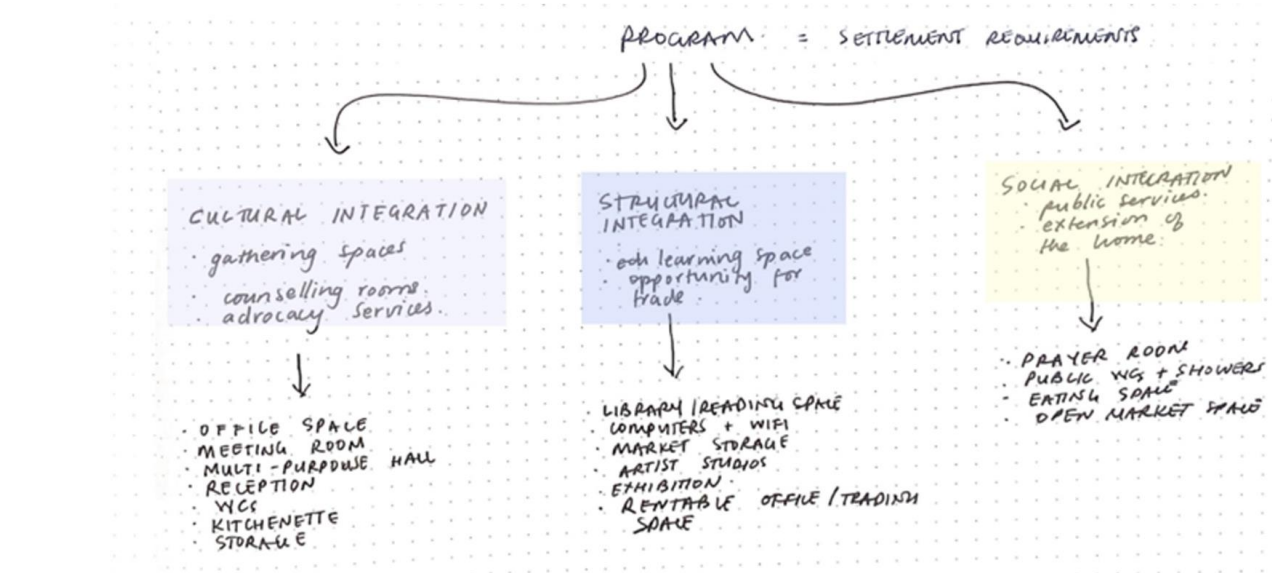 PROGRAM. = SETTLEMENT REQUIREMENTS
CULTURAL INTEGRATION
· gathering spaces
· counselling rooms.
· advocacy services.
· OFFICE SPACE
· MEETING ROOM
· MULTI-PURPOUSE HALL
· RECEPTION
· WCs
· KITCHENETTE
· STORAGE
STRUCTURAL
INTEGRATION
· learning space
· opportunity for
trade.
· LIBRARY/READING SPACE
· COMPUTERS + WIFI
· MARKET STORAGE
· ARTIST STUDIOS
· EXHIBITION.
· RENTABLE OFFICE/TRADING
SPACE
SOCIAL INTEGRATION
· public services.
· extension of
the home.
· PRAYER ROOM
· PUBLIC WCs + SHOWERS
· EATING SPACE
· OPEN MARKET SPACE